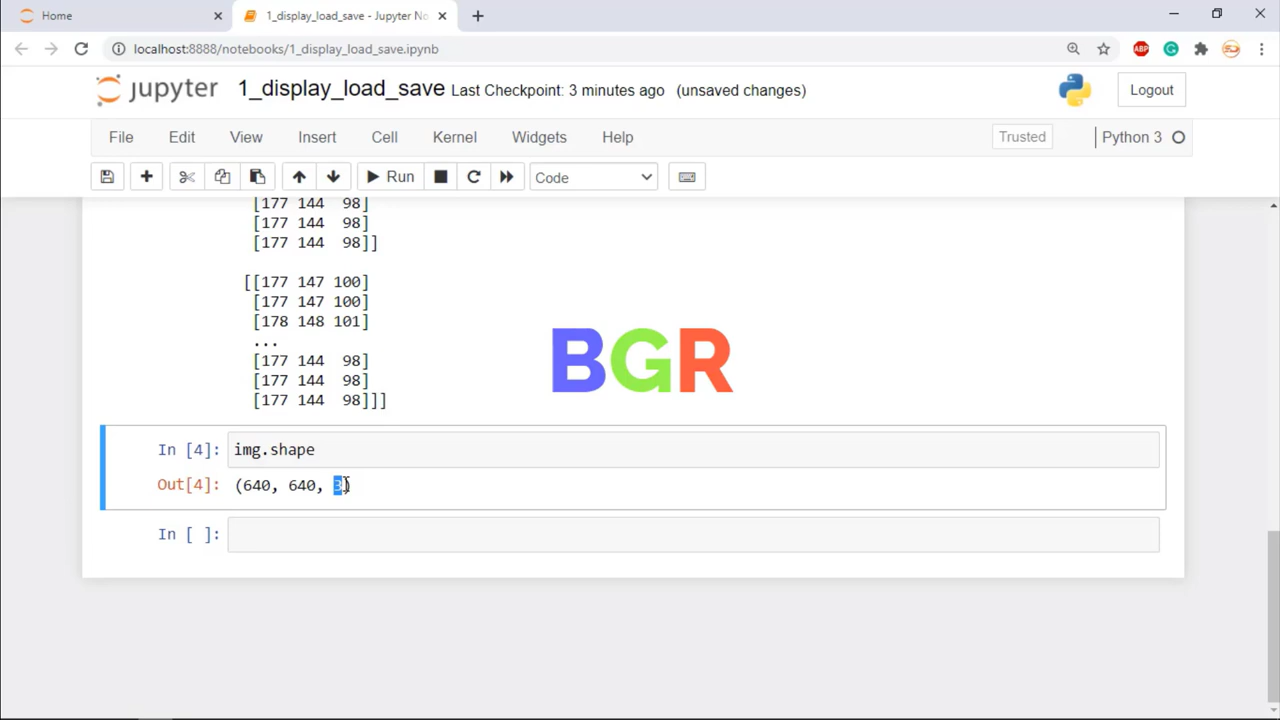 Home
1_display_load_save - Jupyter No
localhost:8888/notebooks/1_display_load_save.ipynb
ABP
jupyter 1_display_load_save Last Checkpoint: 3 minutes ago (unsaved changes)
Logout
File Edit View Insert Cell Kernel Widgets Help
Trusted
Python 3
Run
Code
[177 144 98]
[177 144 98]
[177 144 98]]
[[177 147 100]
[177 147 100]
[178 148 101]
...
[177 144 98]
[177 144 98]
[177 144 98]]]
BGR
In [4]: img.shape
Out[4]: (640, 640, 3)
In [ ]: